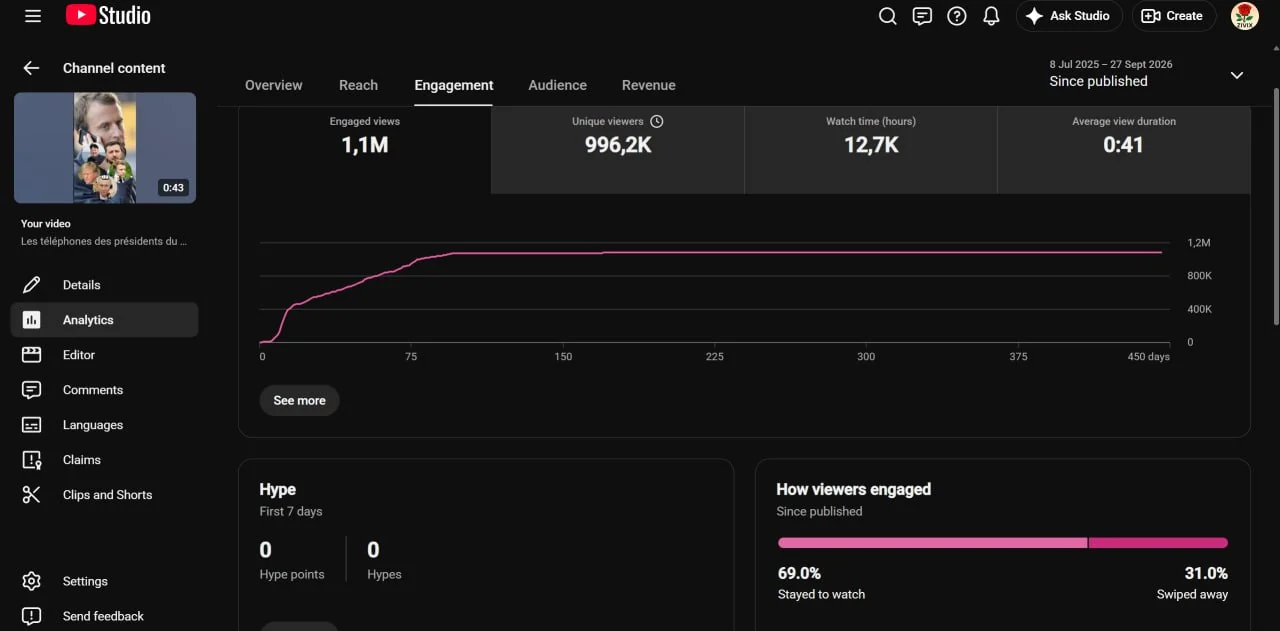 Studio
Ask Studio
Create
ZIVIX
Channel content
Overview
Reach
Engagement
Audience
Revenue
8 Jul 2025 – 27 Sept 2026
Since published
0:43
Your video
Les téléphones des présidents du ...
Details
Analytics
Editor
Comments
Languages
Claims
Clips and Shorts
Settings
Send feedback
Engaged views
1,1M
Unique viewers
996,2K
Watch time (hours)
12,7K
Average view duration
0:41
1,2M
800K
400K
0
0 75 150 225 300 375 450 days
See more
Hype
First 7 days
0
Hype points
0
Hypes
How viewers engaged
Since published
69.0%
Stayed to watch
31.0%
Swiped away